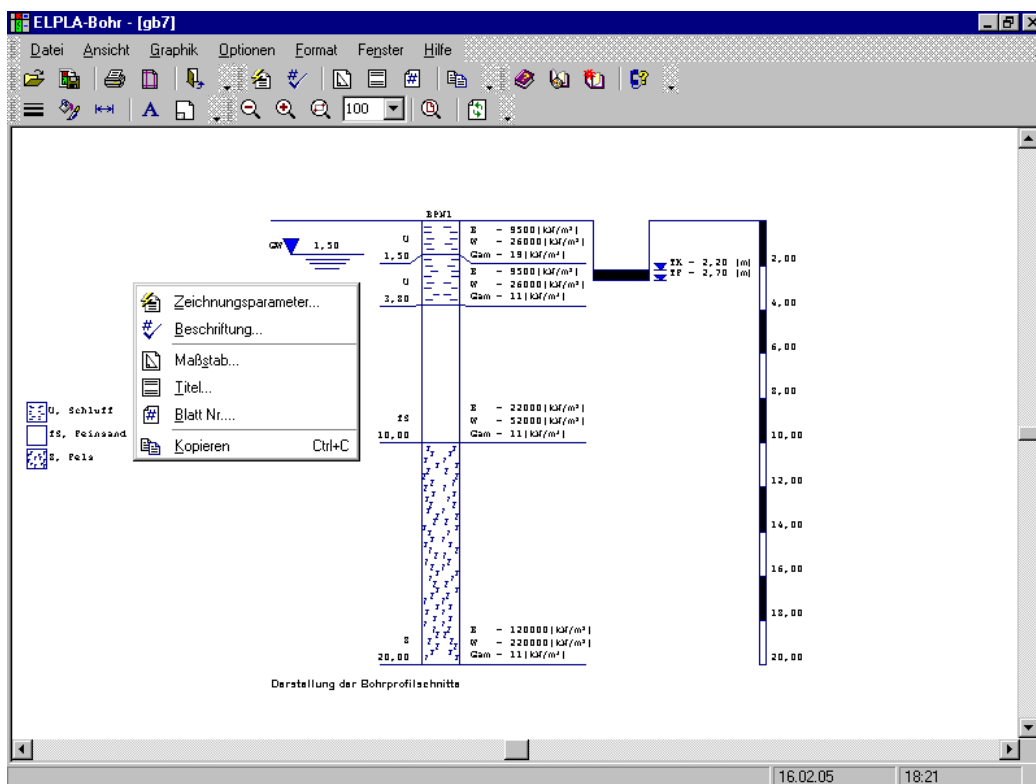 ELPLA-Bohr - [gb7]
Datei Ansicht Graphik Optionen Format Fenster Hilfe
100
BPN1
GW 1,50
U
1,50
E - 9500[kN/m²]
W - 26000[kN/m²]
Gam - 19[kN/m³]
U
3,80
E - 9500[kN/m²]
W - 26000[kN/m²]
Gam - 11[kN/m³]
TK - 2,20 [m]
TF - 2,70 [m]
fS
10,00
E - 22000[kN/m²]
W - 52000[kN/m²]
Gam - 11[kN/m³]
Z
20,00
E - 120000[kN/m²]
W - 220000[kN/m²]
Gam - 11[kN/m³]
2,00
4,00
6,00
8,00
10,00
12,00
14,00
16,00
18,00
20,00
Zeichnungsparameter...
Beschriftung...
Maßstab...
Titel...
Blatt Nr....
Kopieren Ctrl+C
U, Schluff
fS, Feinsand
Z, Fels
Darstellung der Bohrprofilschnitte
16.02.05 18:21